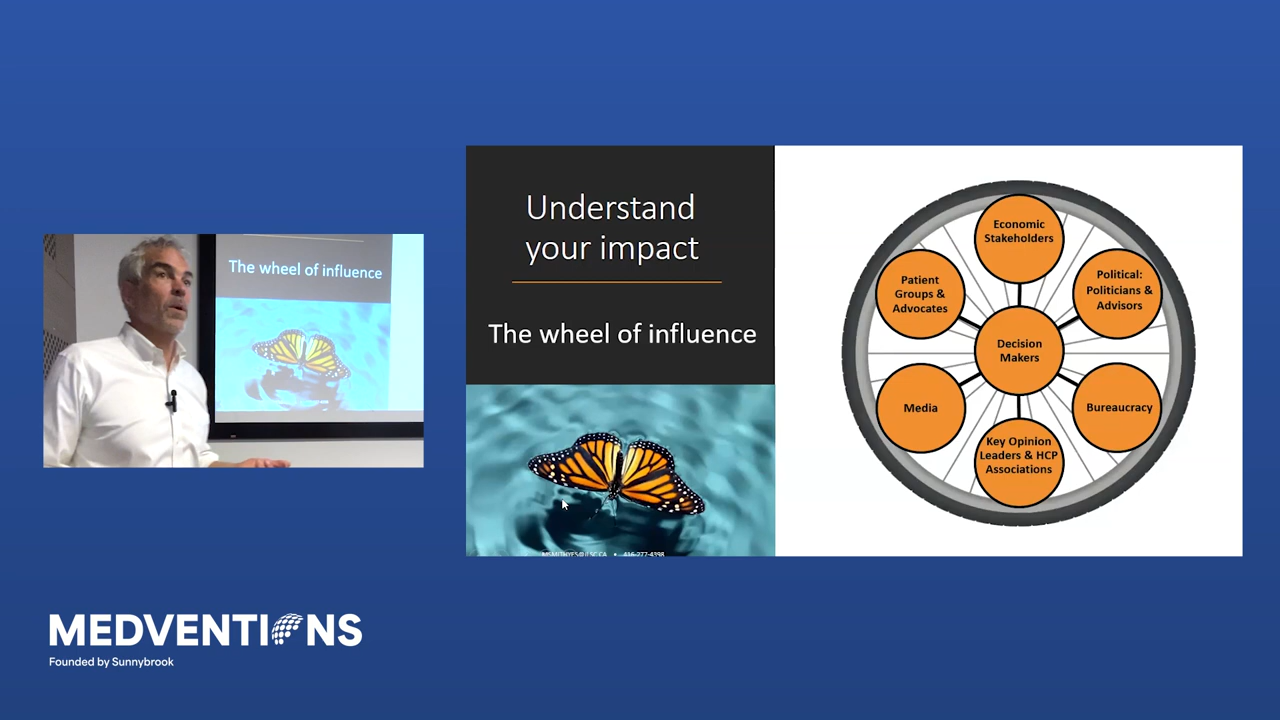 The wheel of influence
Understand
your impact
The wheel of influence
Economic
Stakeholders
Patient
Groups &
Advocates
Political:
Politicians &
Advisors
Decision
Makers
Media
Bureaucracy
Key Opinion
Leaders & HCP
Associations
MEDVENTIONS
Founded by Sunnybrook